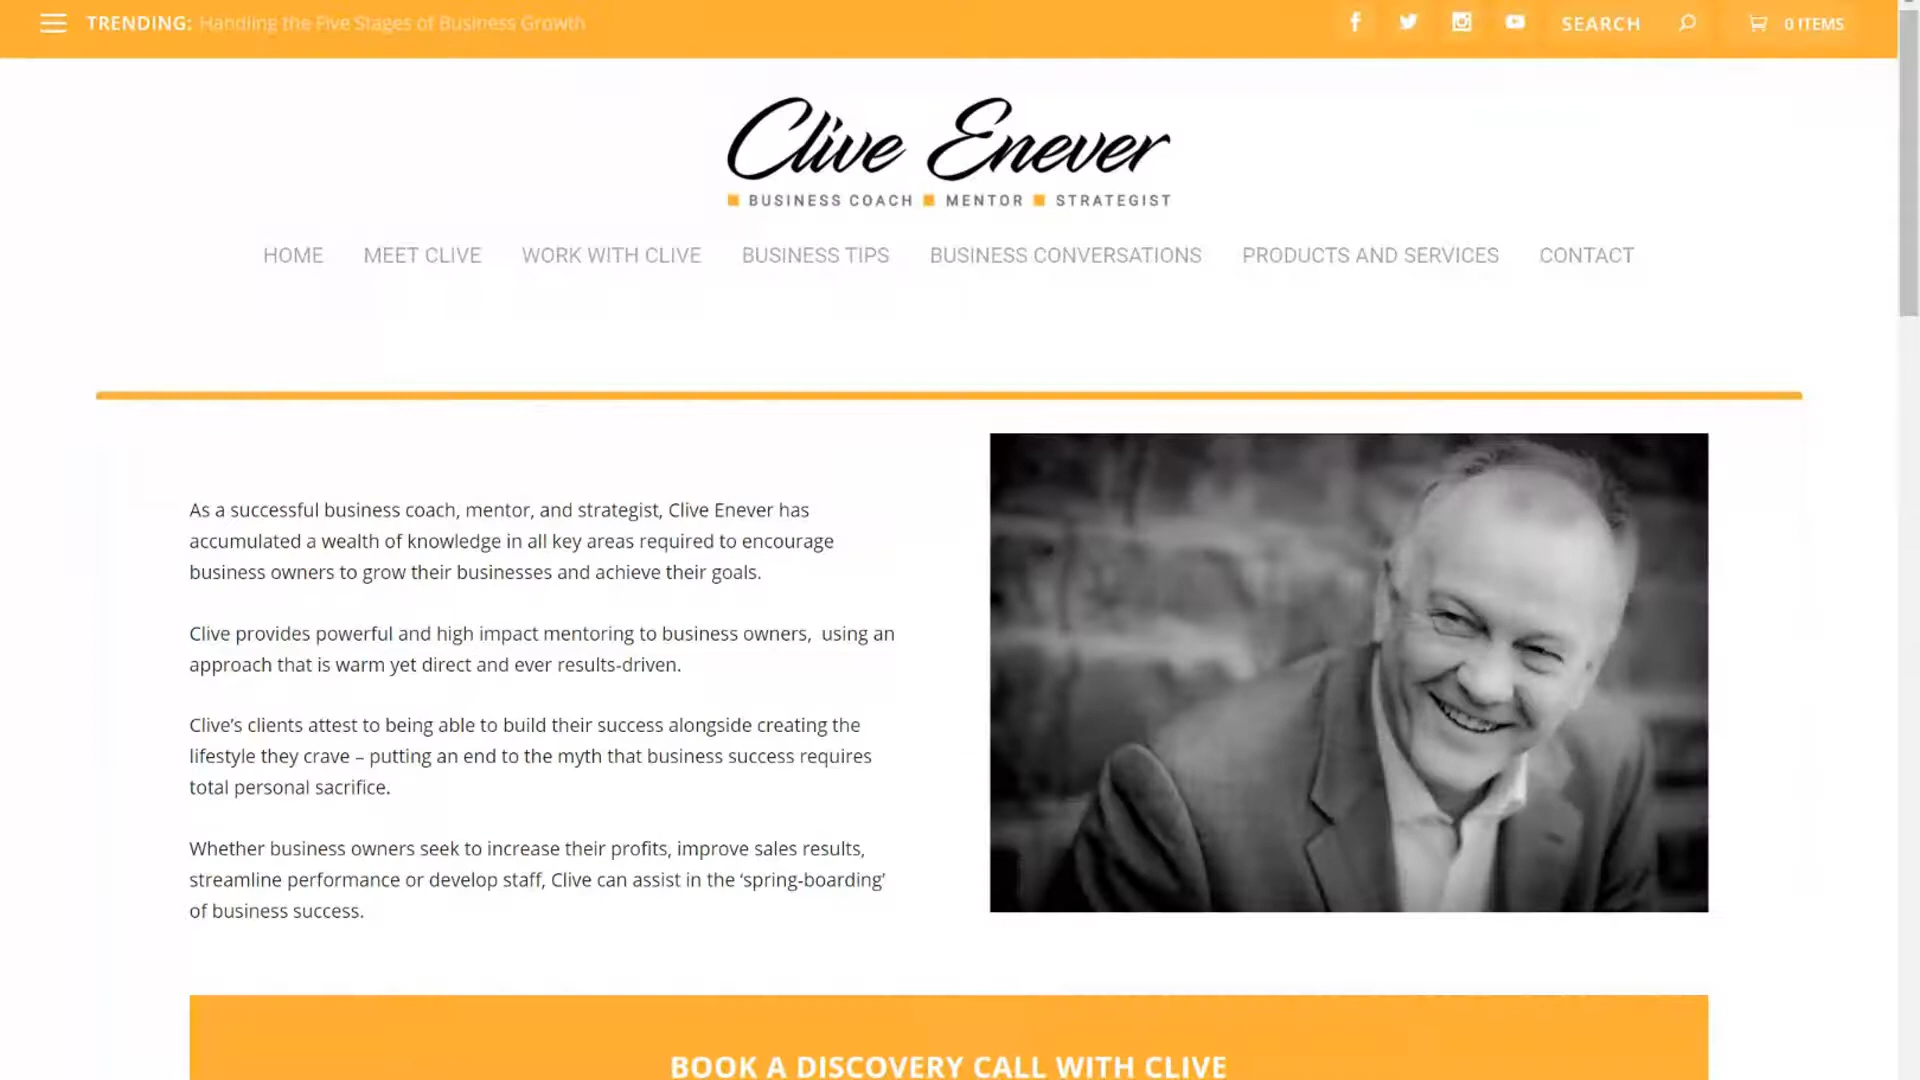 TRENDING: Handling the Five Stages of Business Growth
SEARCH
0 ITEMS
Clive Enever
BUSINESS COACH MENTOR STRATEGIST
HOME MEET CLIVE WORK WITH CLIVE BUSINESS TIPS BUSINESS CONVERSATIONS PRODUCTS AND SERVICES CONTACT
As a successful business coach, mentor, and strategist, Clive Enever has
accumulated a wealth of knowledge in all key areas required to encourage
business owners to grow their businesses and achieve their goals.
Clive provides powerful and high impact mentoring to business owners, using an
approach that is warm yet direct and ever results-driven.
Clive’s clients attest to being able to build their success alongside creating the
lifestyle they crave – putting an end to the myth that business success requires
total personal sacrifice.
Whether business owners seek to increase their profits, improve sales results,
streamline performance or develop staff, Clive can assist in the ‘spring-boarding’
of business success.
BOOK A DISCOVERY CALL WITH CLIVE